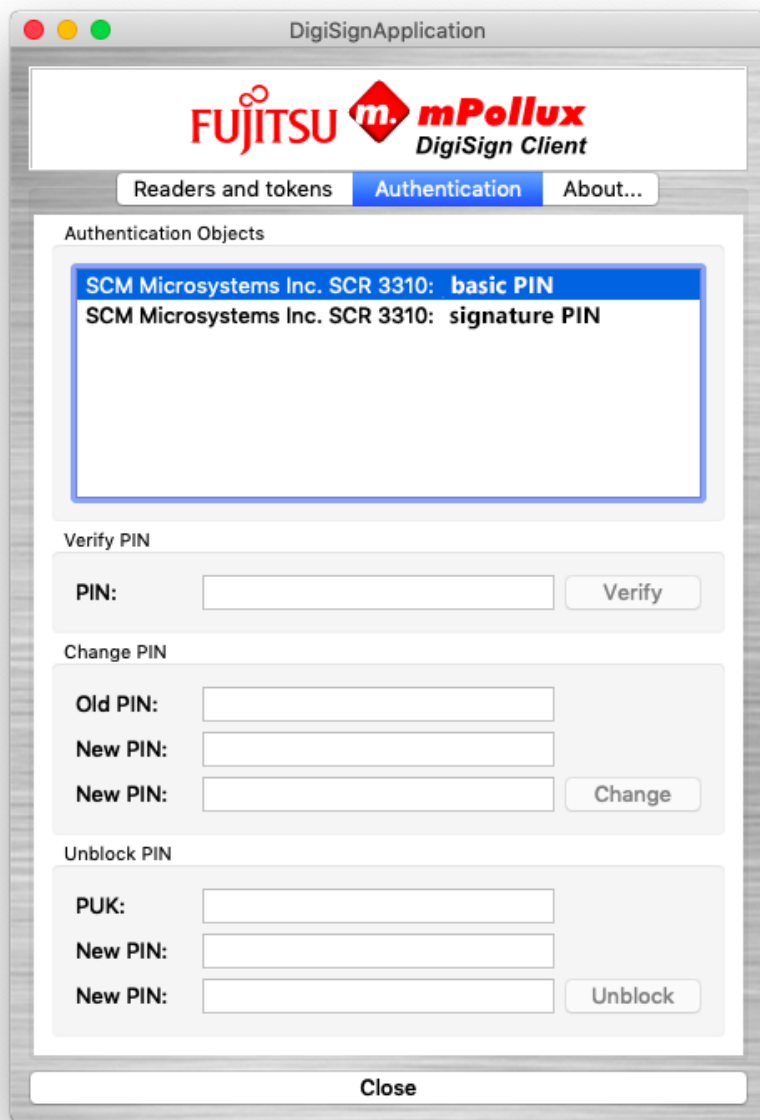 DigiSignApplication
FUJITSU m. mPollux
DigiSign Client
Readers and tokens Authentication About...
Authentication Objects
SCM Microsystems Inc. SCR 3310: basic PIN
SCM Microsystems Inc. SCR 3310: signature PIN
Verify PIN
PIN: Verify
Change PIN
Old PIN:
New PIN:
New PIN: Change
Unblock PIN
PUK:
New PIN:
New PIN: Unblock
Close